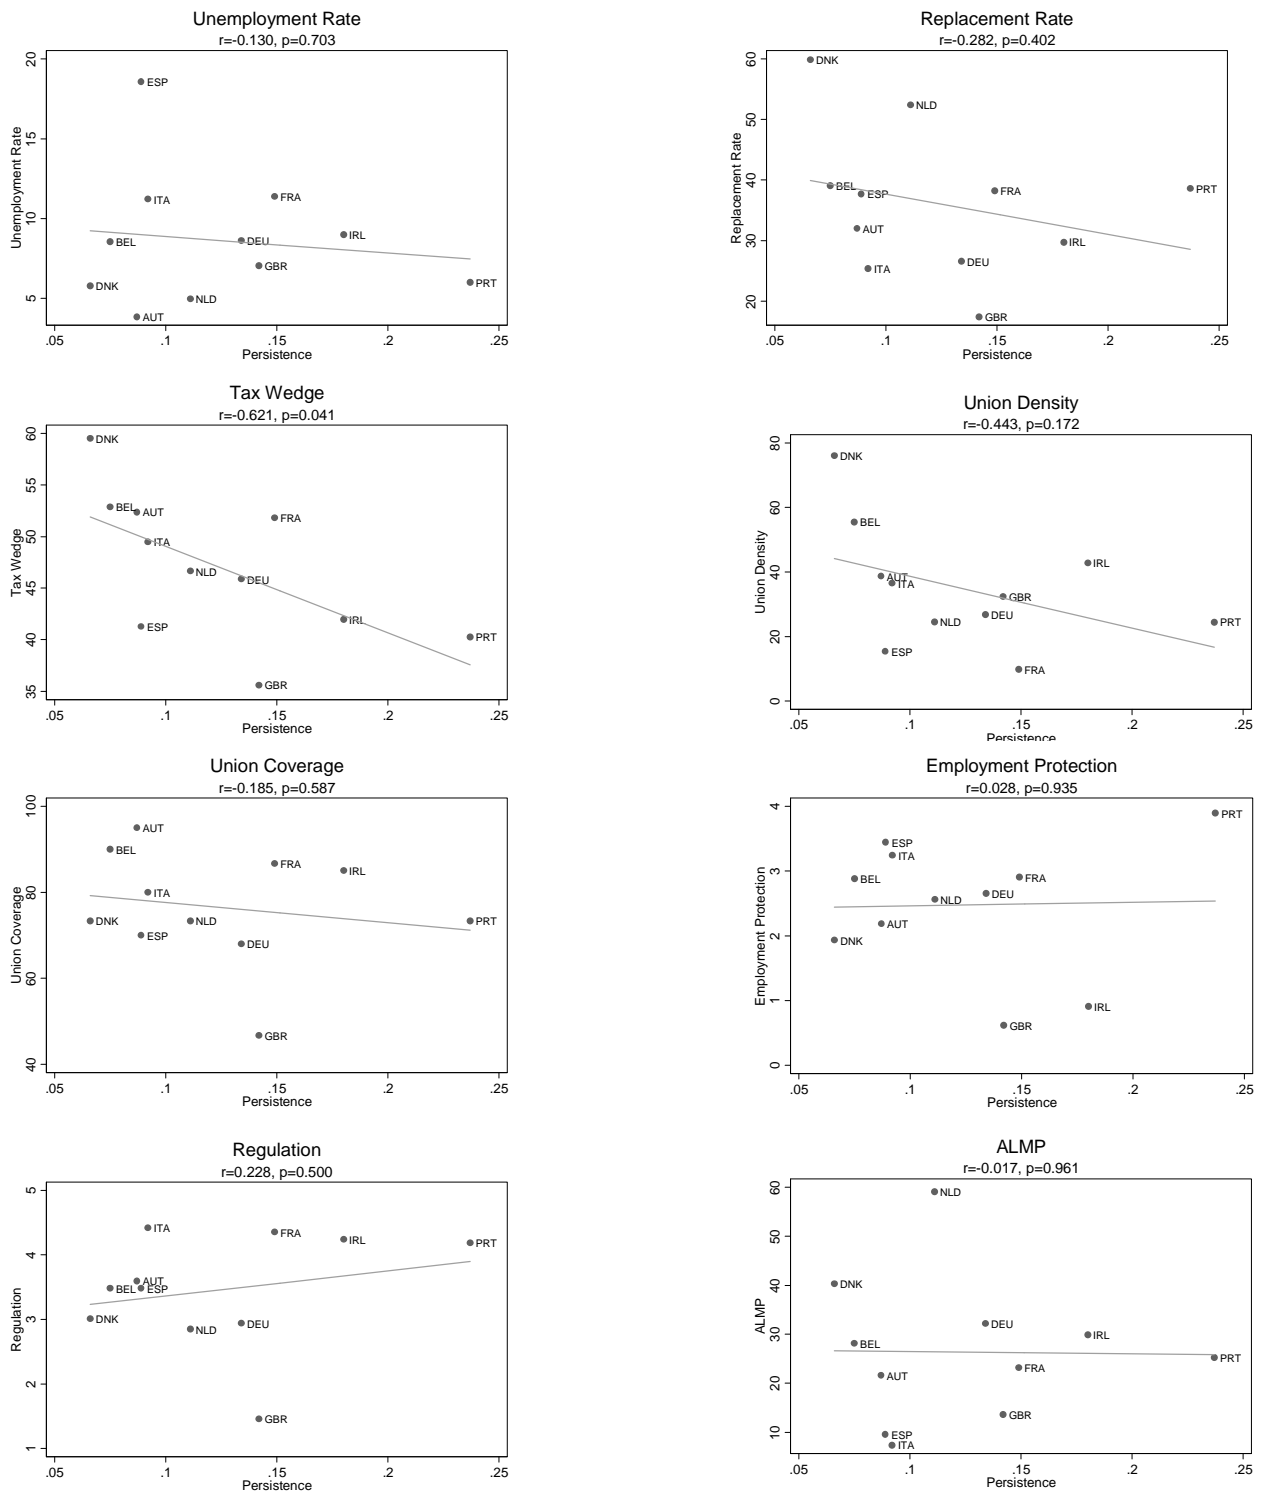 Unemployment Rate
r=-0.130, p=0.703
Unemployment Rate
20
15
10
5
ESP
ITA
FRA
BEL
DEU
IRL
GBR
DNK
NLD
PRT
AUT
.05 .1 .15 .2 .25
Persistence
Replacement Rate
r=-0.282, p=0.402
Replacement Rate
60
50
40
30
20
DNK
NLD
BEL
ESP
FRA
PRT
AUT
IRL
ITA
DEU
GBR
.05 .1 .15 .2 .25
Persistence
Tax Wedge
r=-0.621, p=0.041
Tax Wedge
60
55
50
45
40
35
DNK
BEL
AUT
FRA
ITA
NLD
DEU
ESP
IRL
PRT
GBR
.05 .1 .15 .2 .25
Persistence
Union Density
r=-0.443, p=0.172
Union Density
80
60
40
20
0
DNK
BEL
IRL
AUT
ITA
GBR
NLD
DEU
PRT
ESP
FRA
.05 .1 .15 .2 .25
Persistence
Union Coverage
r=-0.185, p=0.587
Union Coverage
100
80
60
40
AUT
BEL
FRA
IRL
ITA
DNK
NLD
PRT
ESP
DEU
GBR
.05 .1 .15 .2 .25
Persistence
Employment Protection
r=0.028, p=0.935
Employment Protection
4
3
2
1
0
PRT
ESP
ITA
BEL
FRA
NLD
DEU
AUT
DNK
IRL
GBR
.05 .1 .15 .2 .25
Persistence
Regulation
r=0.228, p=0.500
Regulation
5
4
3
2
1
ITA
FRA
IRL
PRT
AUT
BEL
ESP
DNK
NLD
DEU
GBR
.05 .1 .15 .2 .25
Persistence
ALMP
r=-0.017, p=0.961
ALMP
60
50
40
30
20
10
NLD
DNK
DEU
IRL
BEL
PRT
FRA
AUT
GBR
ESP
ITA
.05 .1 .15 .2 .25
Persistence